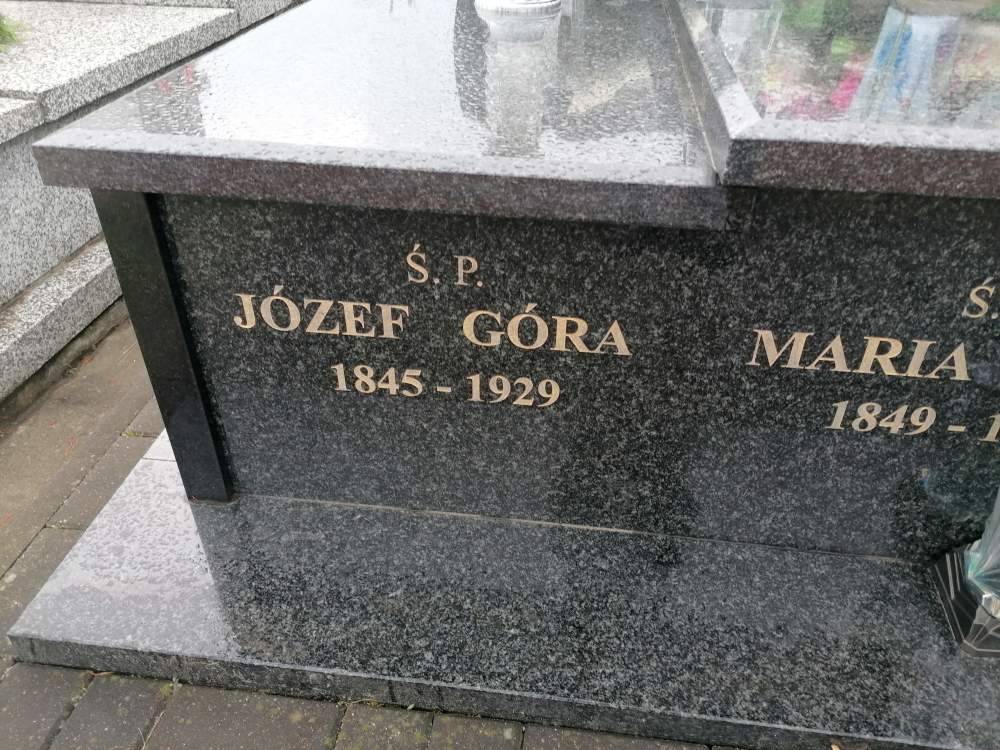 Ś. P.
JÓZEF GÓRA
1845 - 1929
Ś.
MARIA
1849 -